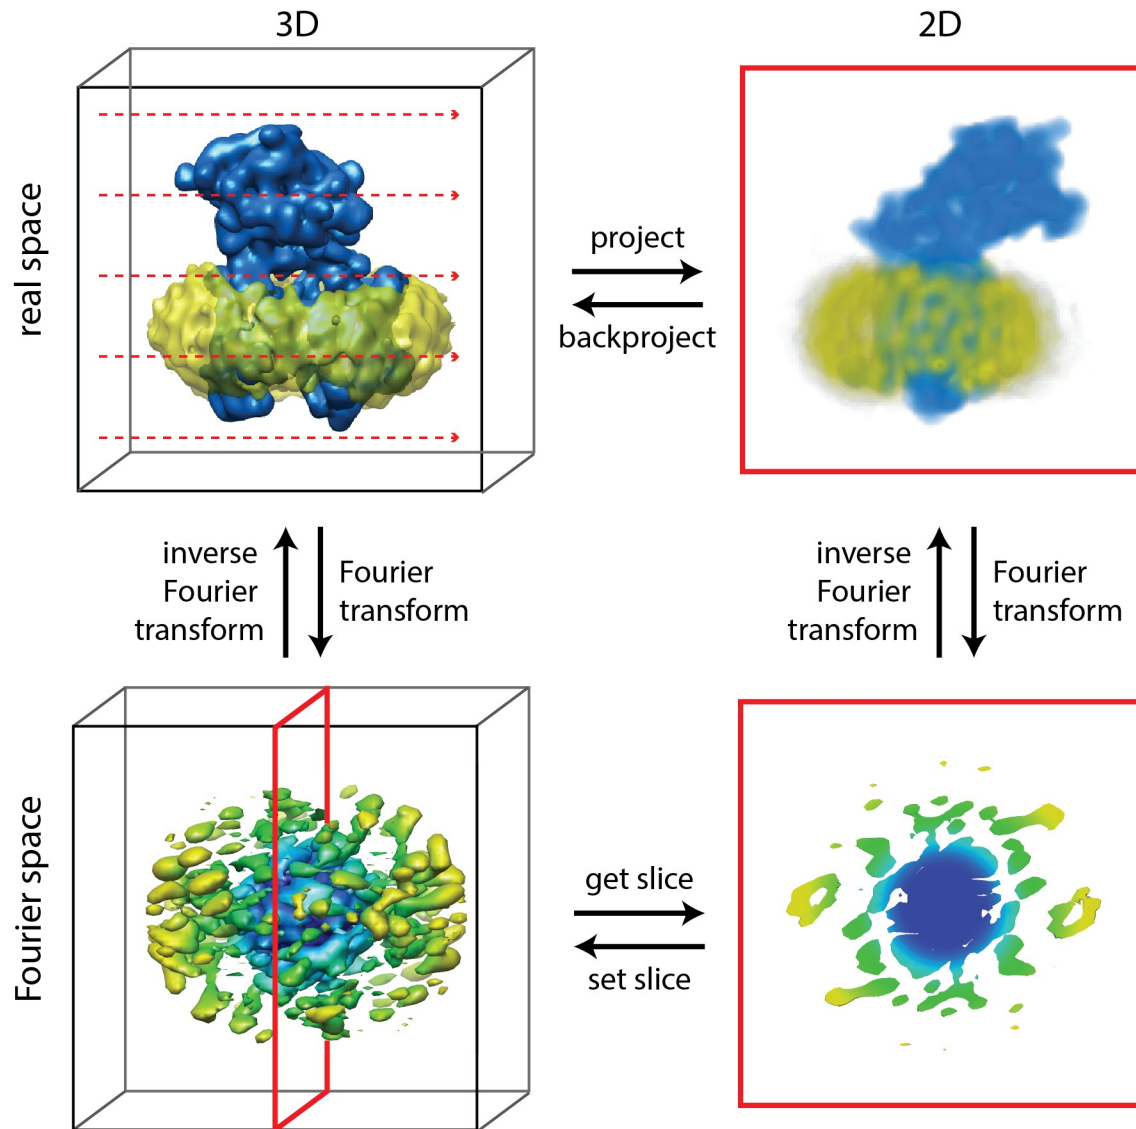 3D
2D
real space
project
backproject
inverse
Fourier
transform
Fourier
transform
inverse
Fourier
transform
Fourier
transform
Fourier space
get slice
set slice